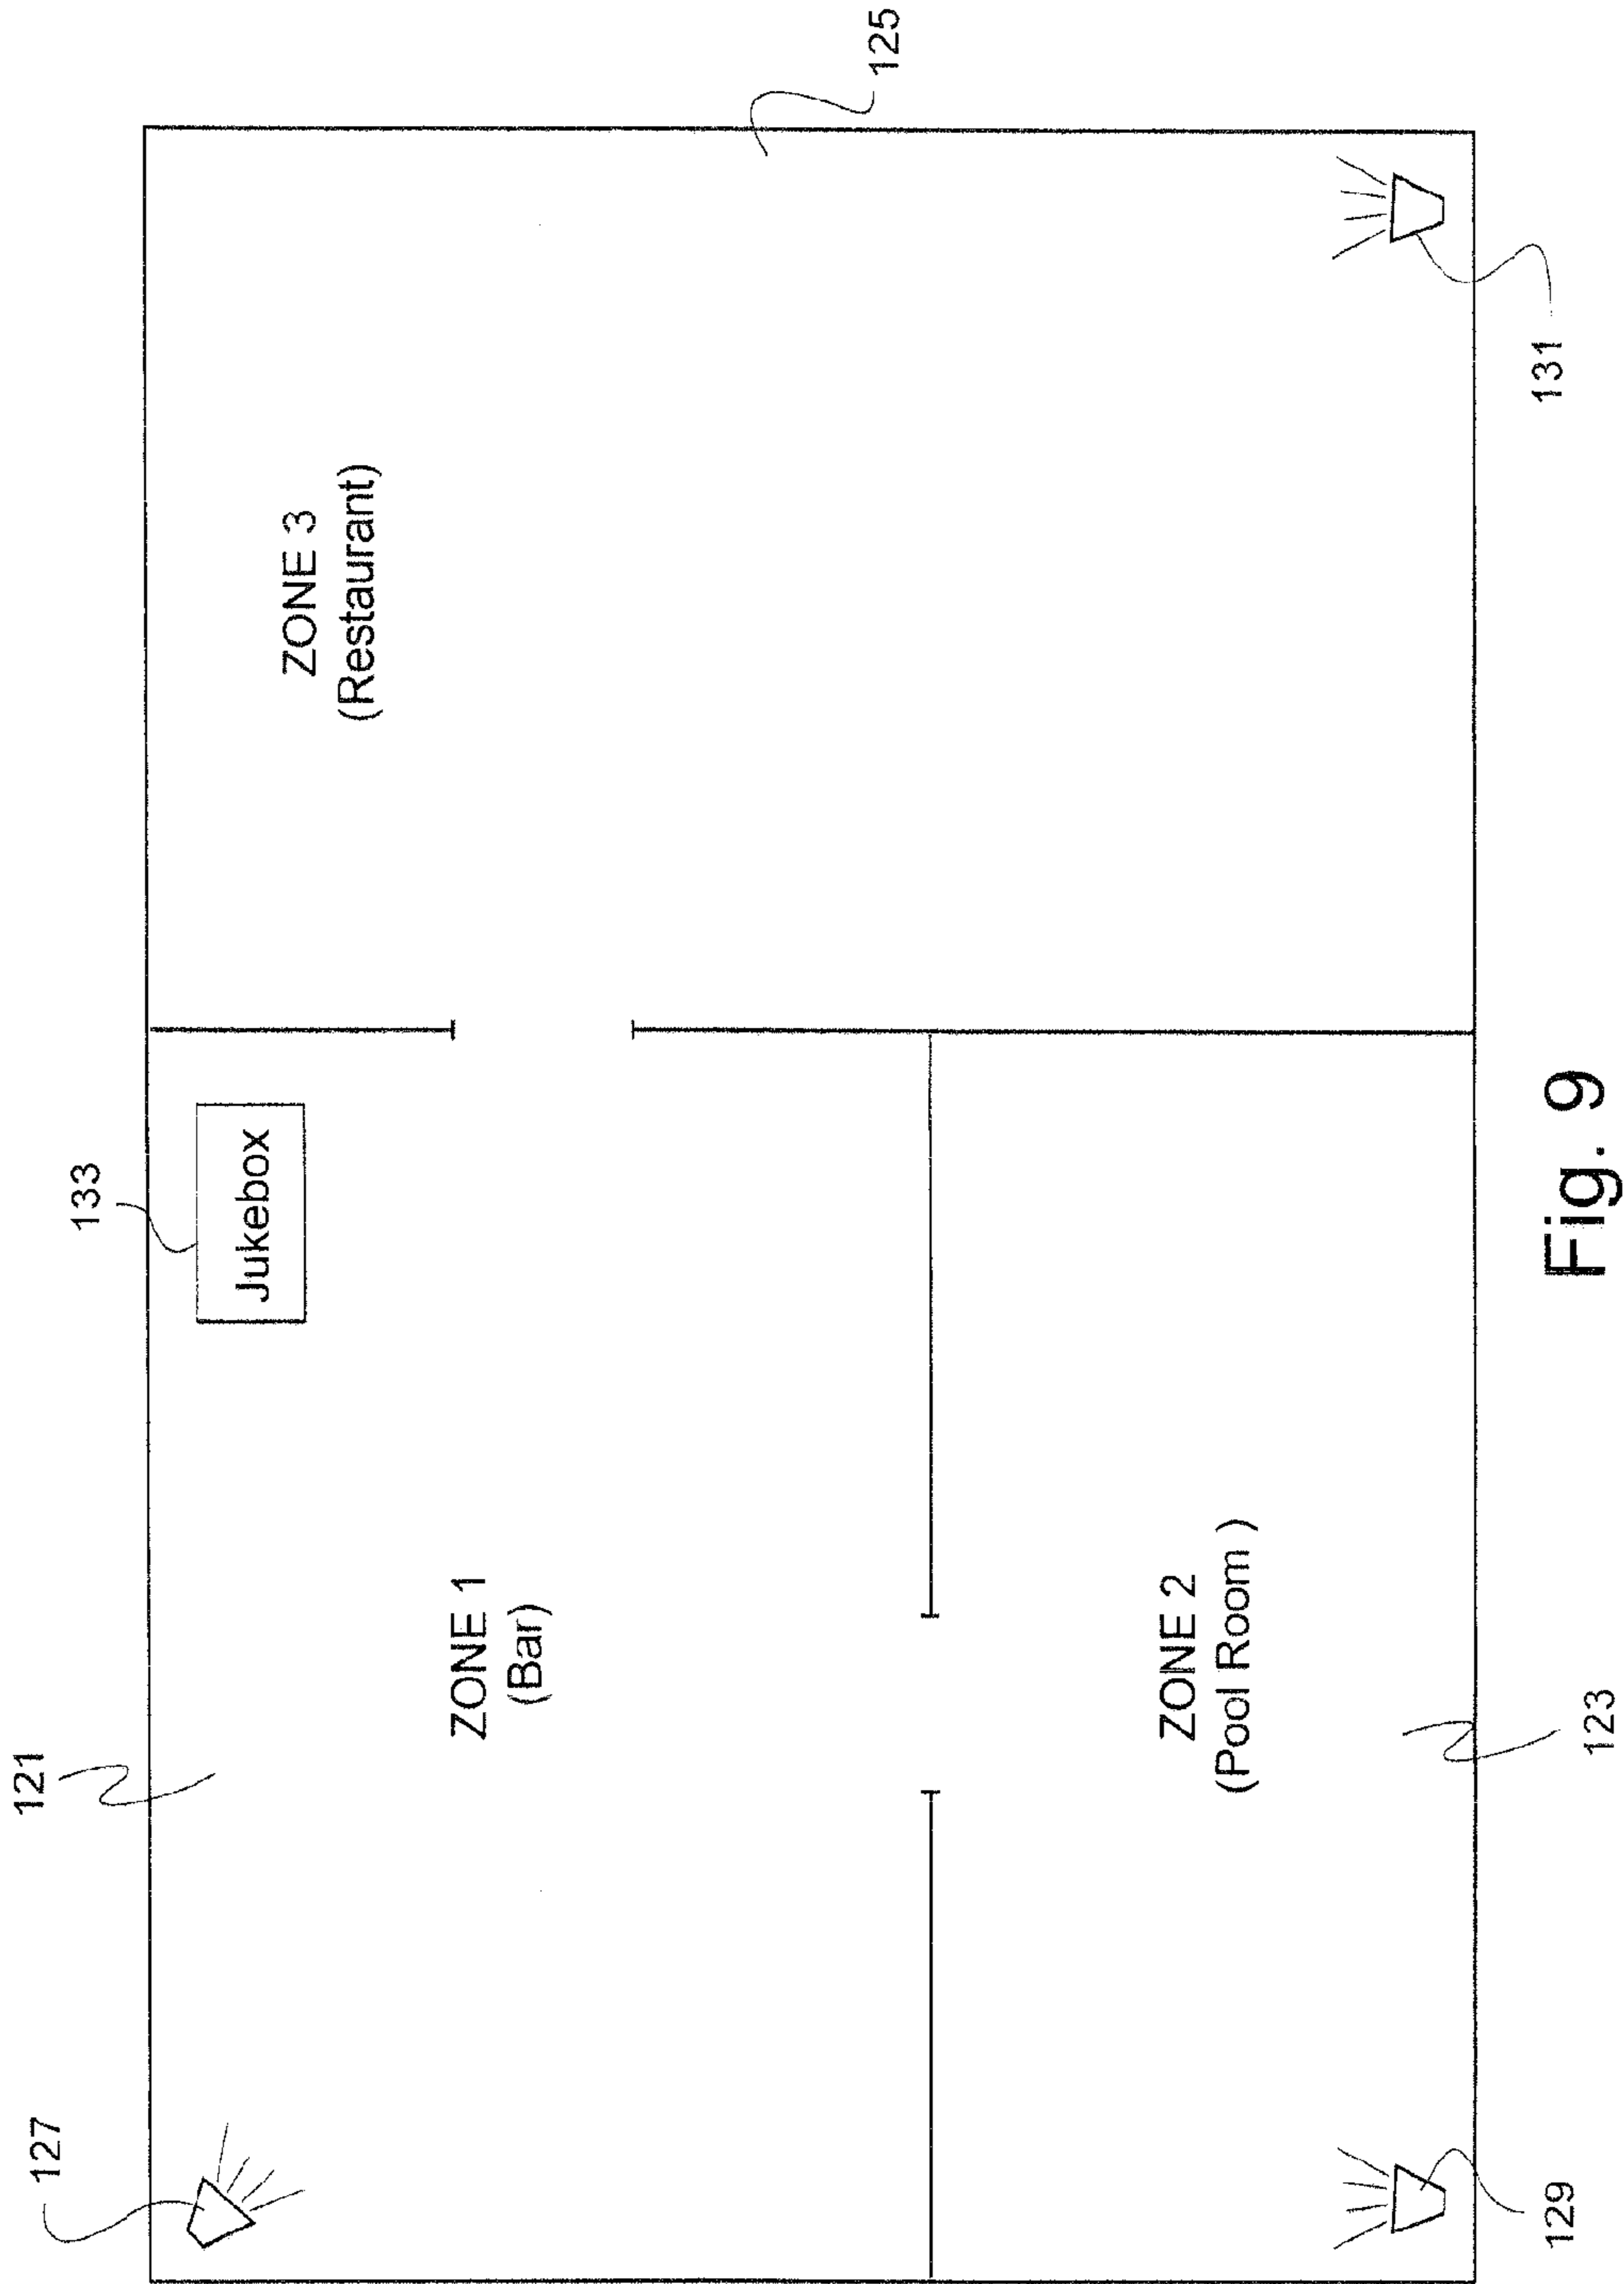 127
121
133
Jukebox
ZONE 1
(Bar)
ZONE 3
(Restaurant)
125
ZONE 2
(Pool Room )
129
123
131
Fig. 9